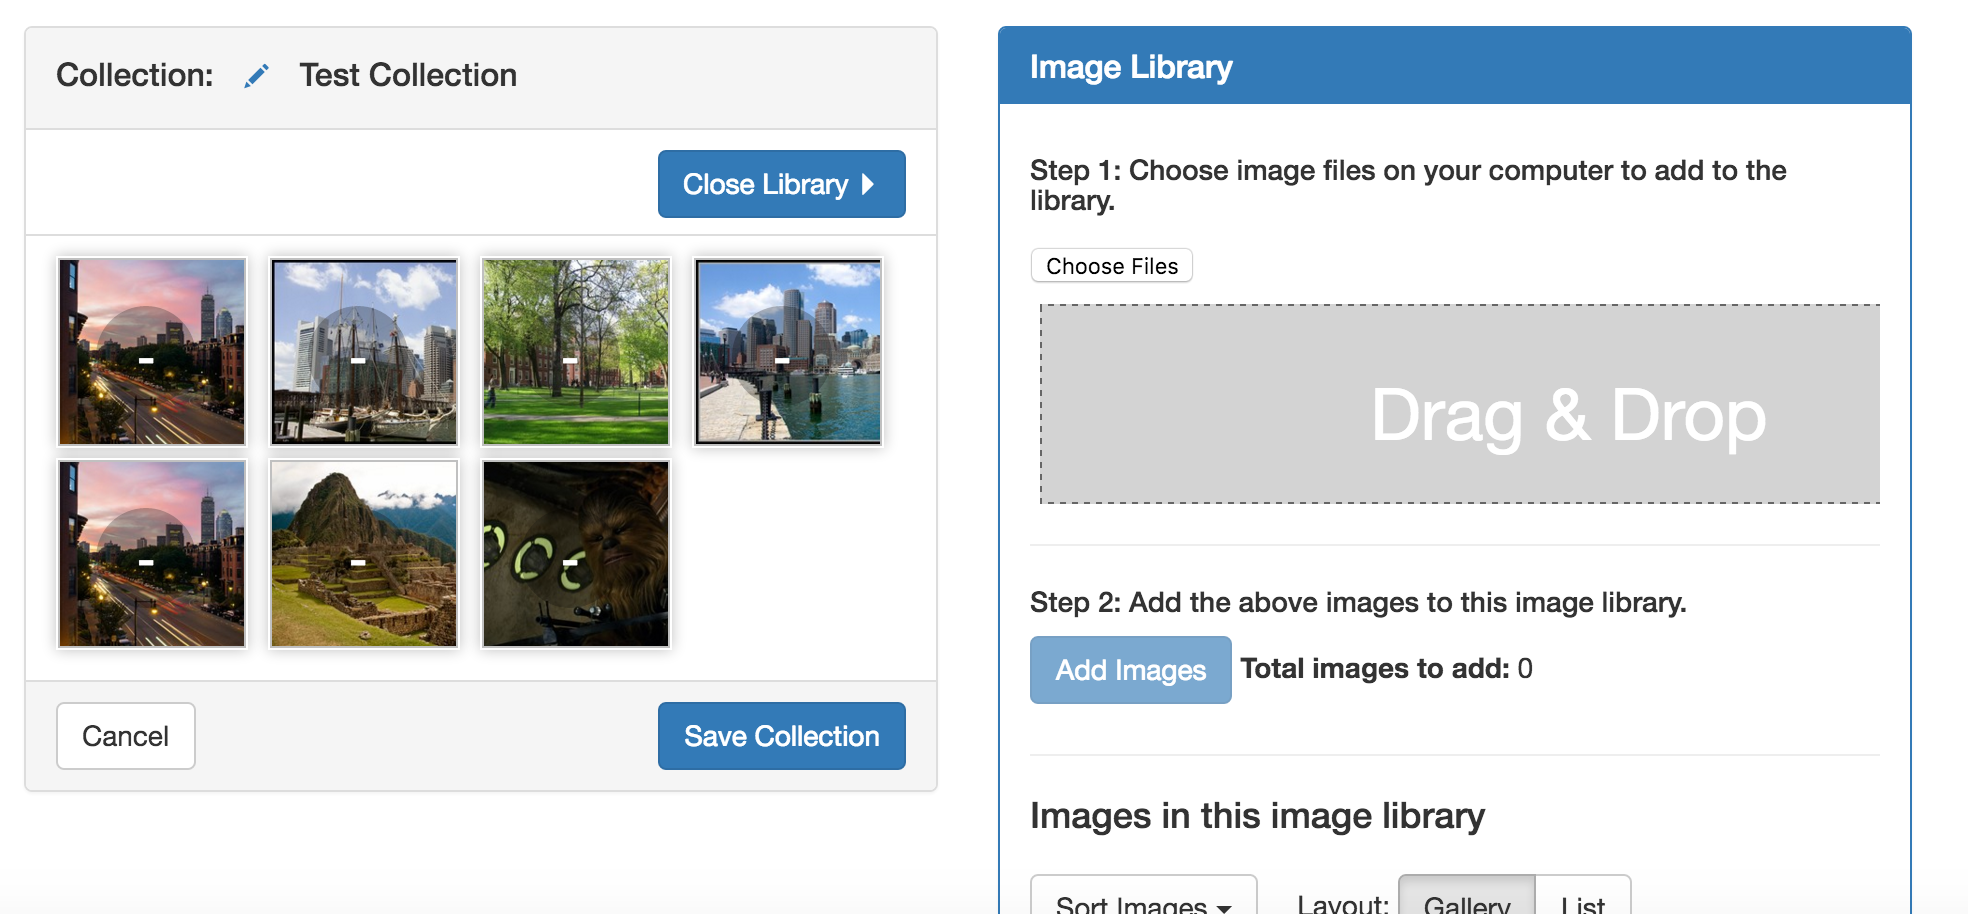 Collection: Test Collection
Close Library
Cancel
Save Collection
Image Library
Step 1: Choose image files on your computer to add to the
library.
Choose Files
Drag & Drop
Step 2: Add the above images to this image library.
Add Images Total images to add: 0
Images in this image library
Sort Images Layout: Gallery List